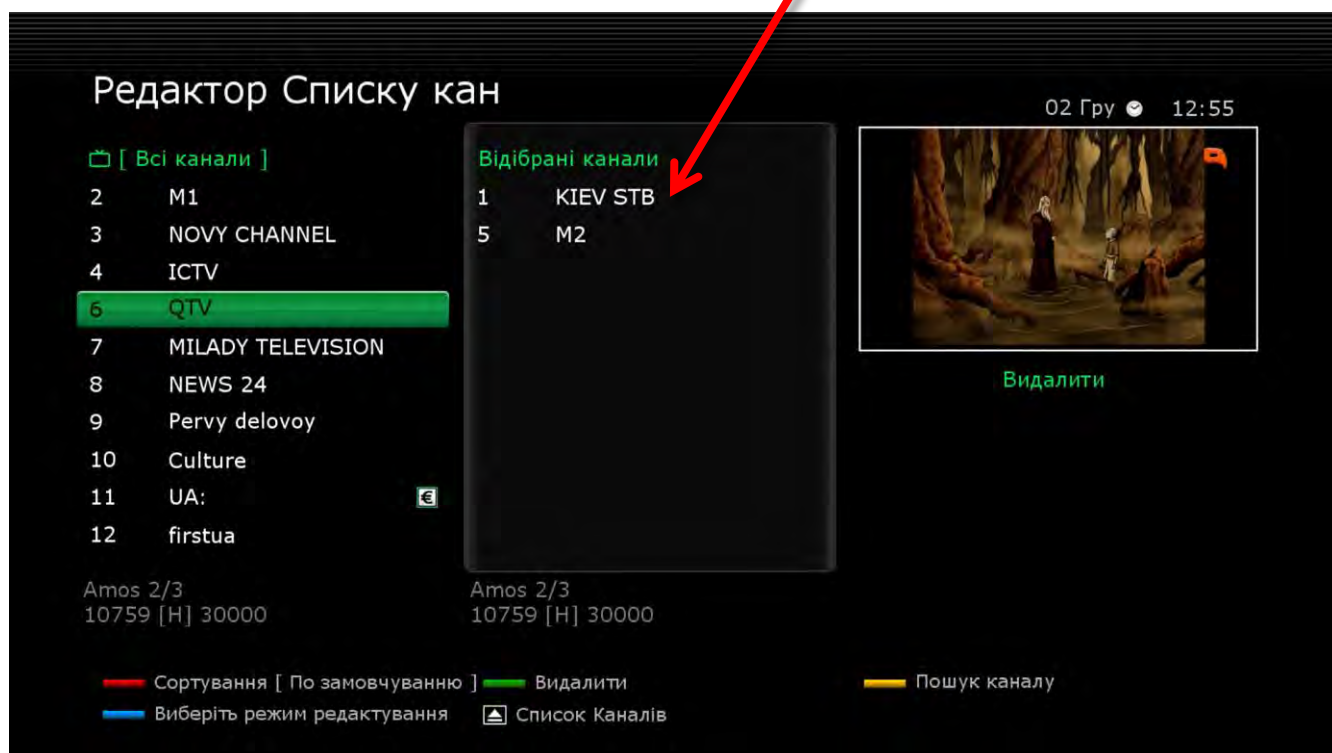 Редактор Списку кан
02 Гру 12:55
[ Всі канали ]
2 M1
3 NOVY CHANNEL
4 ICTV
6 QTV
7 MILADY TELEVISION
8 NEWS 24
9 Pervy delovoy
10 Culture
11 UA: €
12 firstua
Amos 2/3
10759 [H] 30000
Відібрані канали
1 KIEV STB
5 M2
Amos 2/3
10759 [H] 30000
Видалити
Сортування [ По замовчуванню ] Видалити Пошук каналу
Виберіть режим редактування Список Каналів